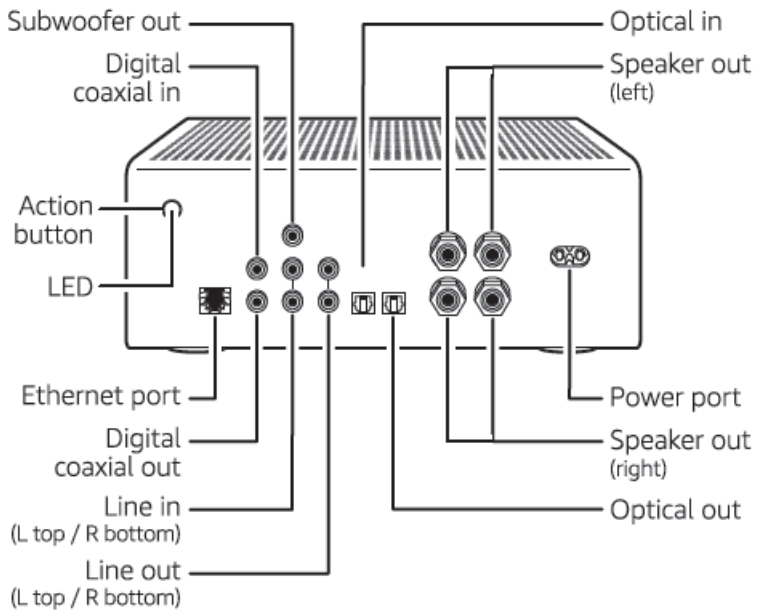 Subwoofer out
Digital
coaxial in
Action
button
LED
Ethernet port
Digital
coaxial out
Line in
(L top / R bottom)
Line out
(L top / R bottom)
Optical in
Speaker out
(left)
Power port
Speaker out
(right)
Optical out